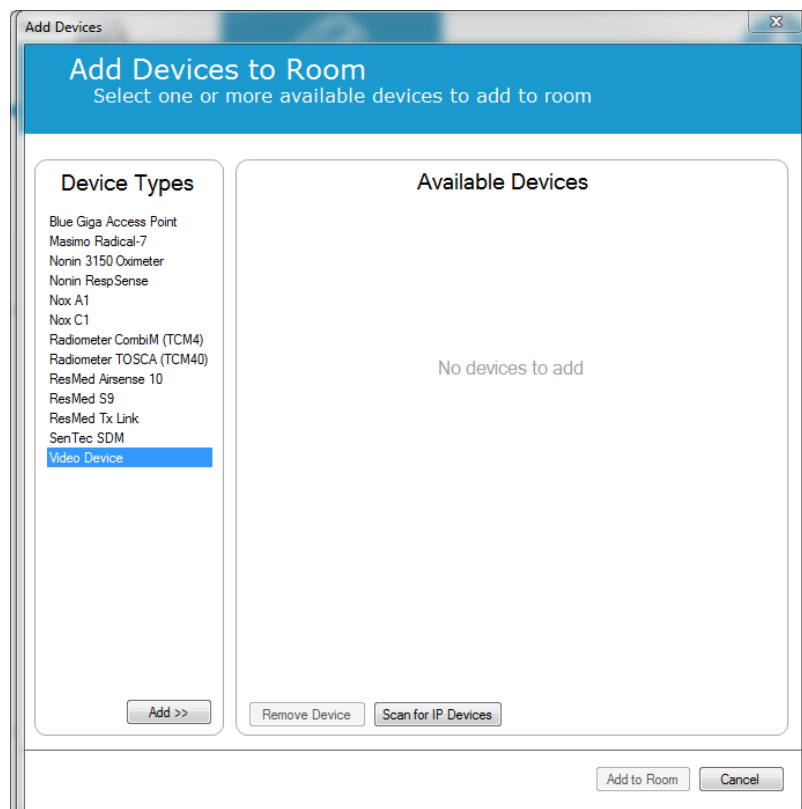 Add Devices
Add Devices to Room
Select one or more available devices to add to room
Device Types
Blue Giga Access Point
Masimo Radical-7
Nonin 3150 Oximeter
Nonin RespSense
Nox A1
Nox C1
Radiometer CombiM (TCM4)
Radiometer TOSCA (TCM40)
ResMed Airsense 10
ResMed S9
ResMed Tx Link
SenTec SDM
Video Device
Add >>
Available Devices
No devices to add
Remove Device
Scan for IP Devices
Add to Room
Cancel